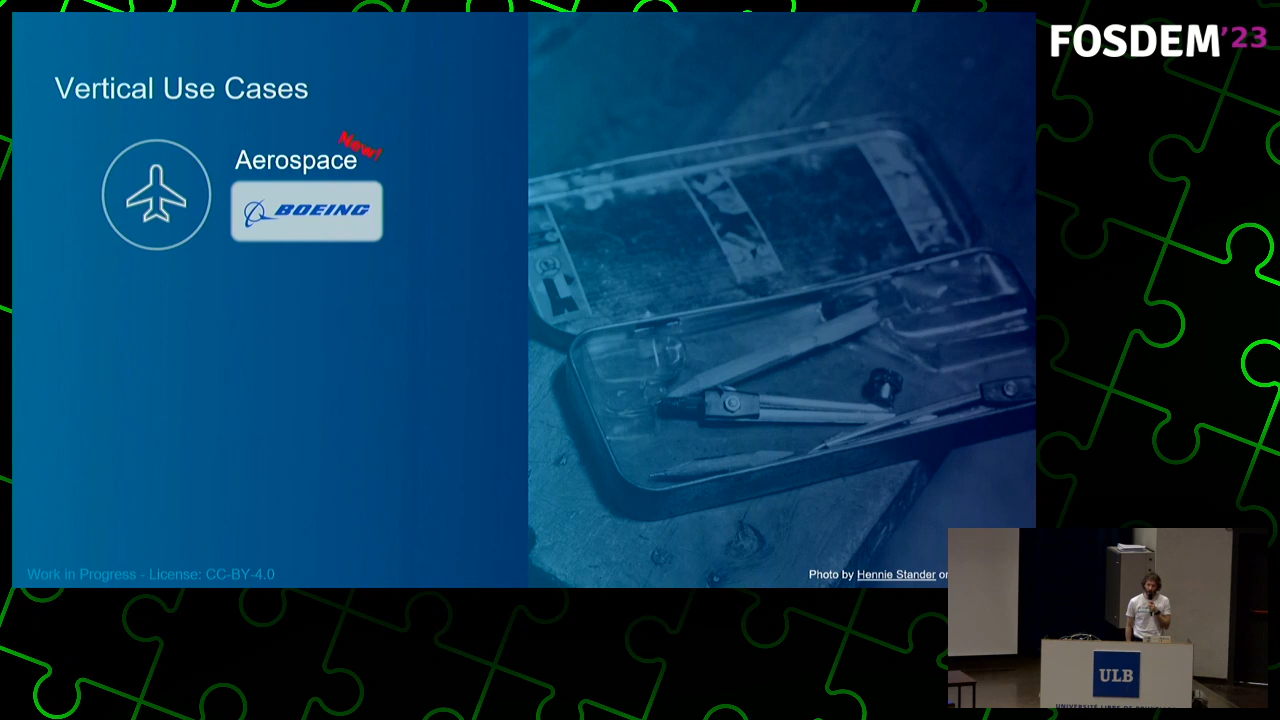 FOSDEM'23
Vertical Use Cases
New!
Aerospace
BOEING
Work in Progress - License: CC-BY-4.0
Photo by Hennie Stander on
ULB